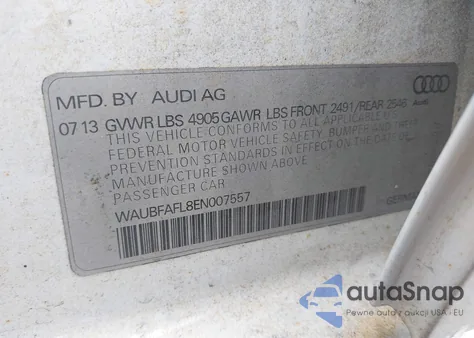 MFD. BY AUDI AG
Audi
07 13 GVWR LBS 4905 GAWR LBS FRONT 2491/REAR 2546
THIS VEHICLE CONFORMS TO ALL APPLICABLE
FEDERAL MOTOR VEHICLE SAFETY, BUMPER AND THEFT
PREVENTION STANDARDS IN EFFECT ON THE DATE OF
MANUFACTURE SHOWN ABOVE
PASSENGER CAR
WAUBFAFL8EN007557
autaSnap
Pewne auta z aukcji USA i EU